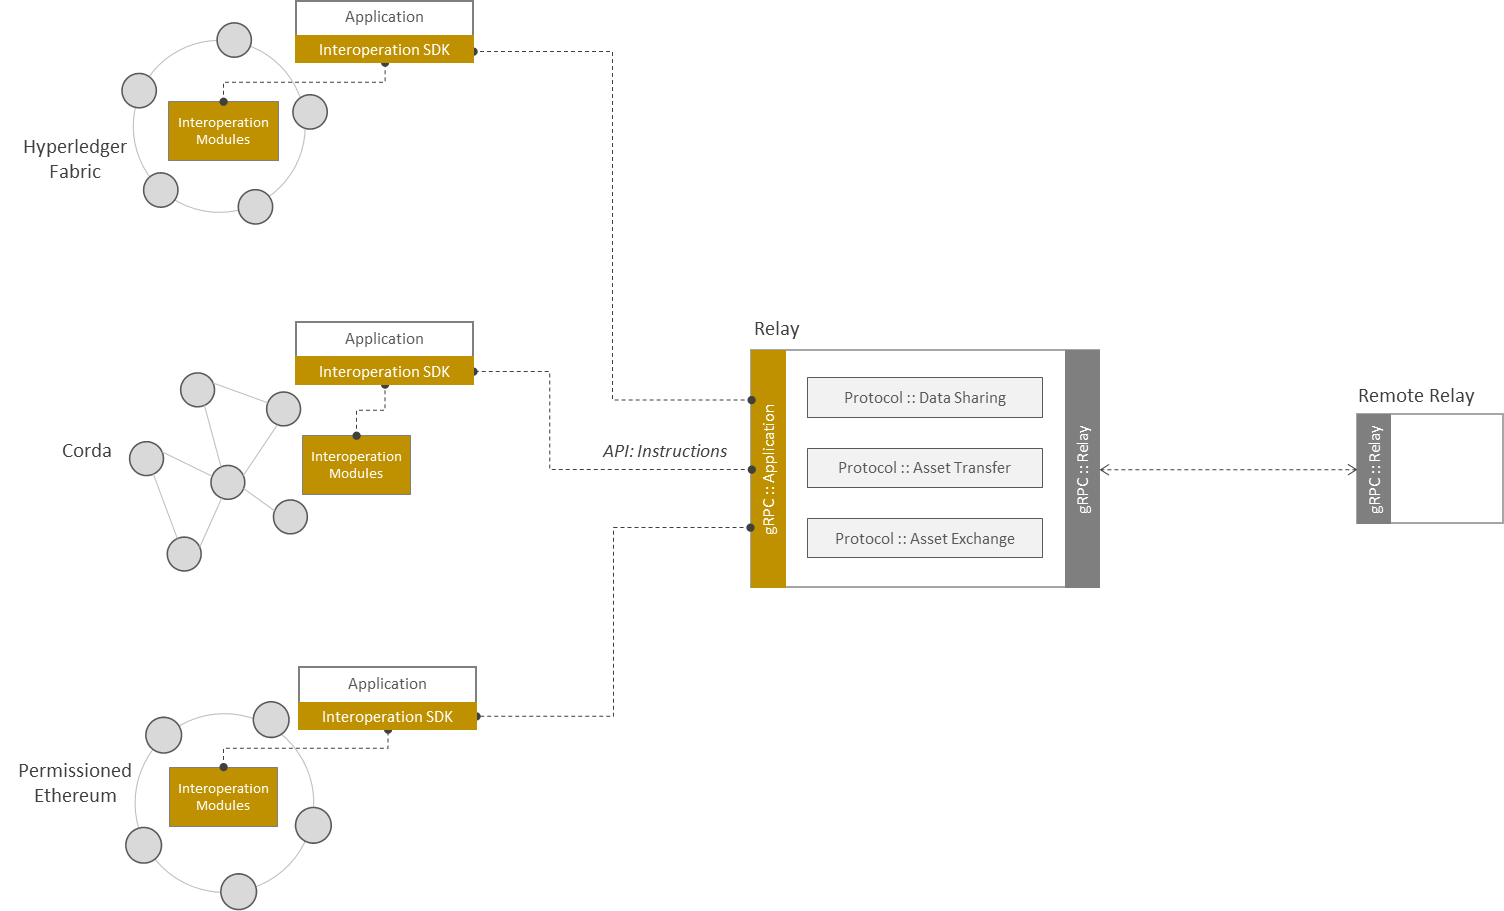 Application
Interoperation SDK
Interoperation
Modules
Hyperledger
Fabric
Application
Interoperation SDK
Corda
Interoperation
Modules
API: Instructions
Relay
gRPC :: Application
Protocol :: Data Sharing
Protocol :: Asset Transfer
Protocol :: Asset Exchange
gRPC :: Relay
Remote Relay
gRPC :: Relay
Application
Interoperation SDK
Permissioned
Ethereum
Interoperation
Modules